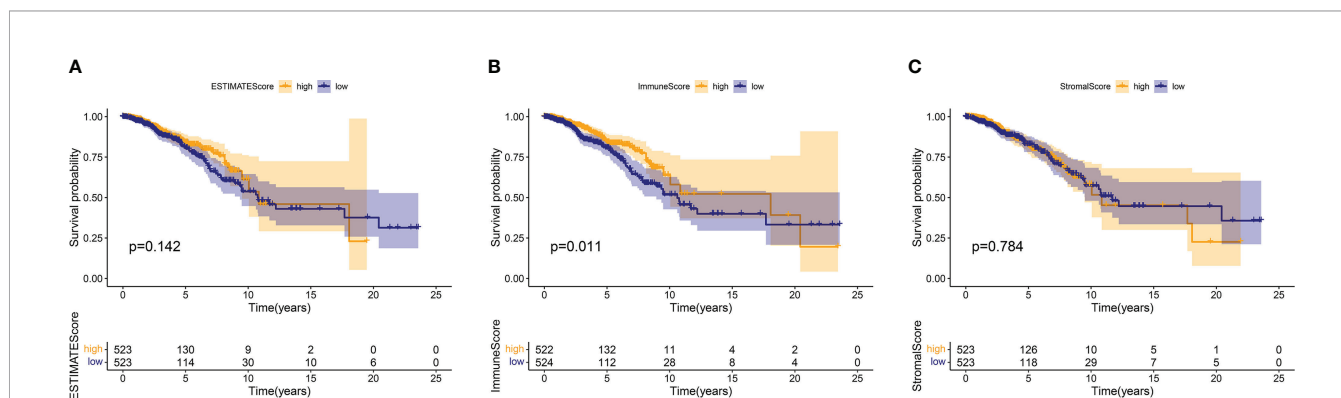 A
B
C
ESTIMATEScore high low
ImmuneScore high low
StromalScore high low
1.00
0.75
0.50
0.25
0.00
Survival probability
p=0.142
0 5 10 15 20 25
Time(years)
1.00
0.75
0.50
0.25
0.00
Survival probability
p=0.011
0 5 10 15 20 25
Time(years)
1.00
0.75
0.50
0.25
0.00
Survival probability
p=0.784
0 5 10 15 20 25
Time(years)
ESTIMATEScore
high 523 130 9 2 0 0
low 523 114 30 10 6 0
0 5 10 15 20 25
Time(years)
ImmuneScore
high 522 132 11 4 2 0
low 524 112 28 8 4 0
0 5 10 15 20 25
Time(years)
StromalScore
high 523 126 10 5 1 0
low 523 118 29 7 5 0
0 5 10 15 20 25
Time(years)